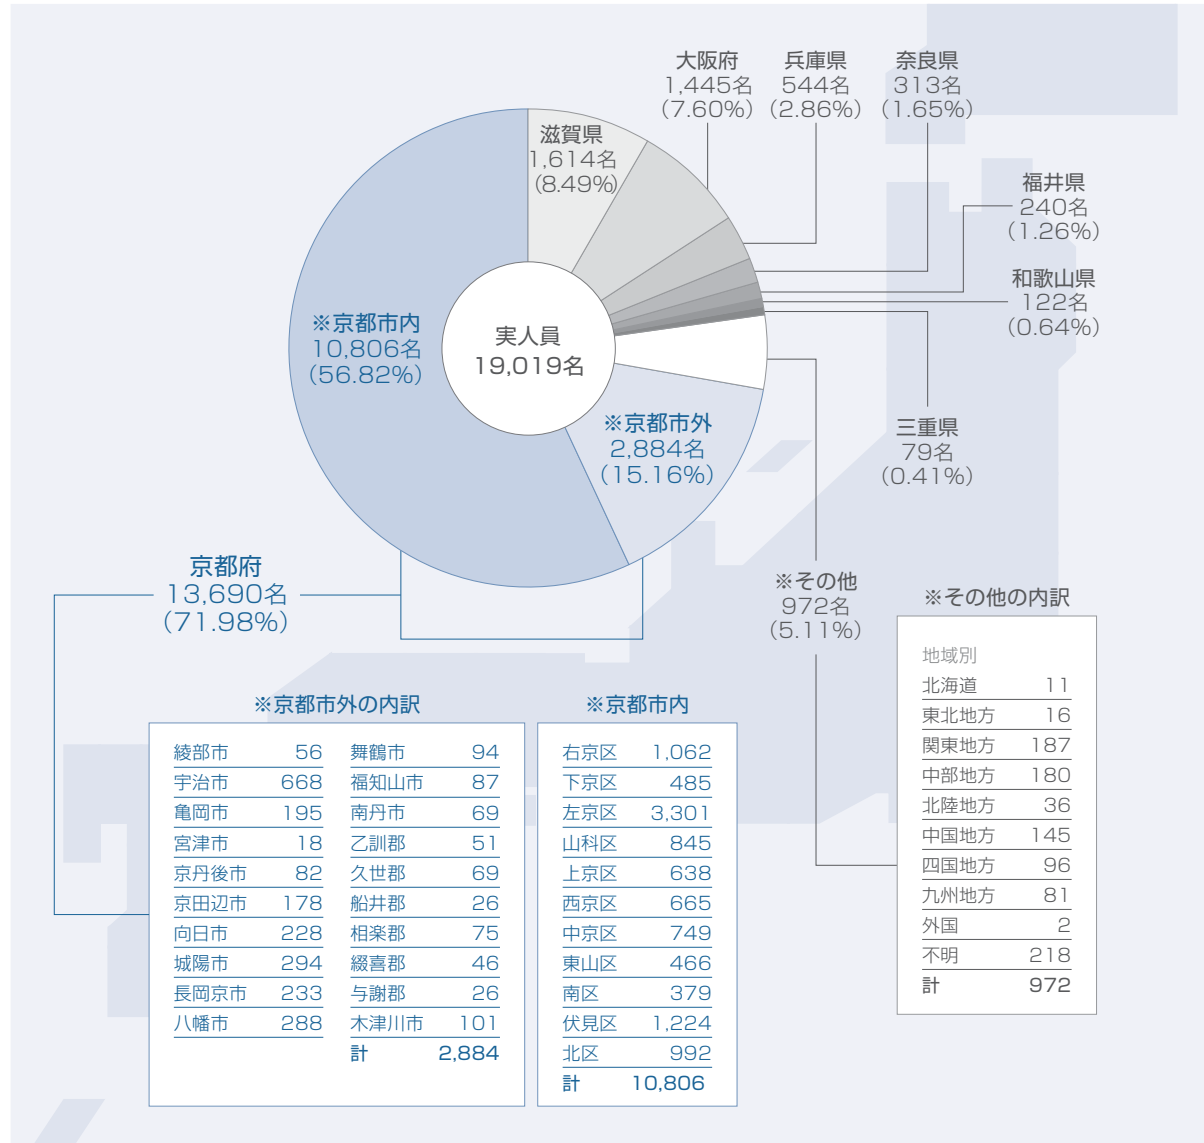 大阪府
1,445名
(7.60%)
兵庫県
544名
(2.86%)
奈良県
313名
(1.65%)
滋賀県
1,614名
(8.49%)
福井県
240名
(1.26%)
和歌山県
122名
(0.64%)
※京都市内
10,806名
(56.82%)
実人員
19,019名
※京都市外
2,884名
(15.16%)
三重県
79名
(0.41%)
京都府
13,690名
(71.98%)
※その他
972名
(5.11%)
※京都市外の内訳
綾部市 56 舞鶴市 94
宇治市 668 福知山市 87
亀岡市 195 南丹市 69
宮津市 18 乙訓郡 51
京丹後市 82 久世郡 69
京田辺市 178 船井郡 26
向日市 228 相楽郡 75
城陽市 294 綴喜郡 46
長岡京市 233 与謝郡 26
八幡市 288 木津川市 101
計 2,884
※京都市内
右京区 1,062
下京区 485
左京区 3,301
山科区 845
上京区 638
西京区 665
中京区 749
東山区 466
南区 379
伏見区 1,224
北区 992
計 10,806
※その他の内訳
地域別
北海道 11
東北地方 16
関東地方 187
中部地方 180
北陸地方 36
中国地方 145
四国地方 96
九州地方 81
外国 2
不明 218
計 972